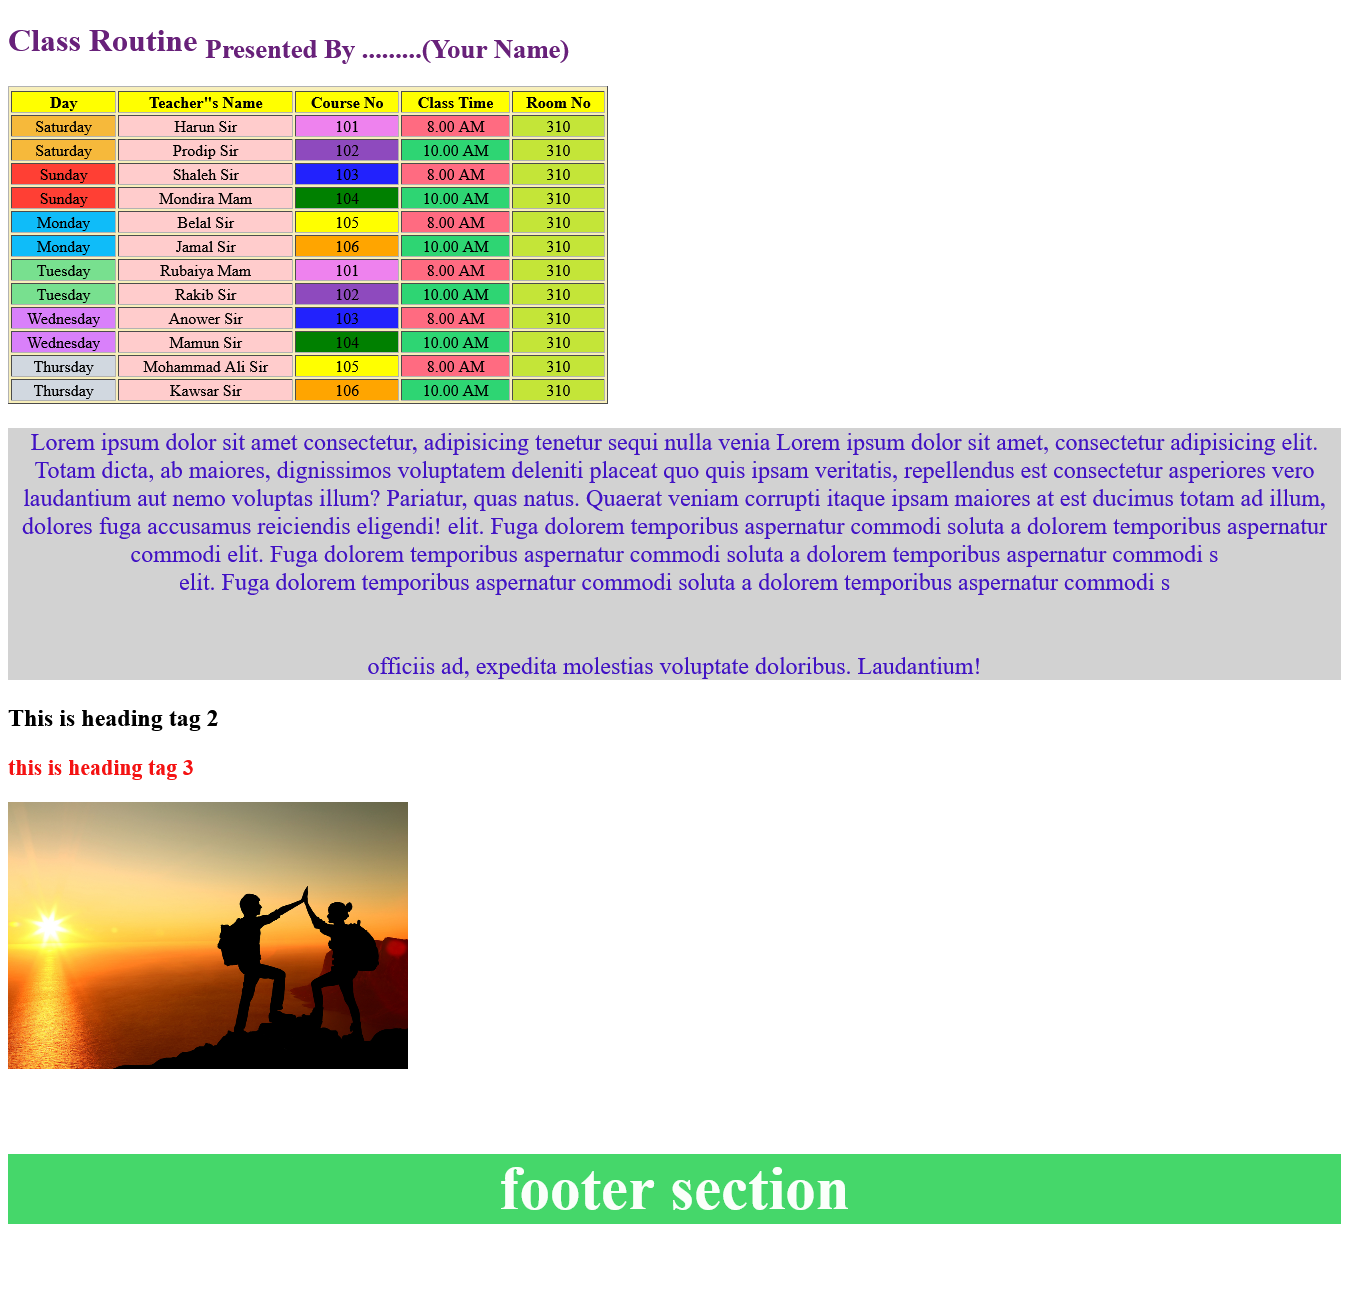 Class Routine Presented By .........(Your Name)
Day Teacher"s Name Course No Class Time Room No
Saturday Harun Sir 101 8.00 AM 310
Saturday Prodip Sir 102 10.00 AM 310
Sunday Shaleh Sir 103 8.00 AM 310
Sunday Mondira Mam 104 10.00 AM 310
Monday Belal Sir 105 8.00 AM 310
Monday Jamal Sir 106 10.00 AM 310
Tuesday Rubaiya Mam 101 8.00 AM 310
Tuesday Rakib Sir 102 10.00 AM 310
Wednesday Anower Sir 103 8.00 AM 310
Wednesday Mamun Sir 104 10.00 AM 310
Thursday Mohammad Ali Sir 105 8.00 AM 310
Thursday Kawsar Sir 106 10.00 AM 310
Lorem ipsum dolor sit amet consectetur, adipisicing tenetur sequi nulla venia Lorem ipsum dolor sit amet, consectetur adipisicing elit.
Totam dicta, ab maiores, dignissimos voluptatem deleniti placeat quo quis ipsam veritatis, repellendus est consectetur asperiores vero
laudantium aut nemo voluptas illum? Pariatur, quas natus. Quaerat veniam corrupti itaque ipsam maiores at est ducimus totam ad illum,
dolores fuga accusamus reiciendis eligendi! elit. Fuga dolorem temporibus aspernatur commodi soluta a dolorem temporibus aspernatur
commodi elit. Fuga dolorem temporibus aspernatur commodi soluta a dolorem temporibus aspernatur commodi s
elit. Fuga dolorem temporibus aspernatur commodi soluta a dolorem temporibus aspernatur commodi s
officiis ad, expedita molestias voluptate doloribus. Laudantium!
This is heading tag 2
this is heading tag 3
footer section